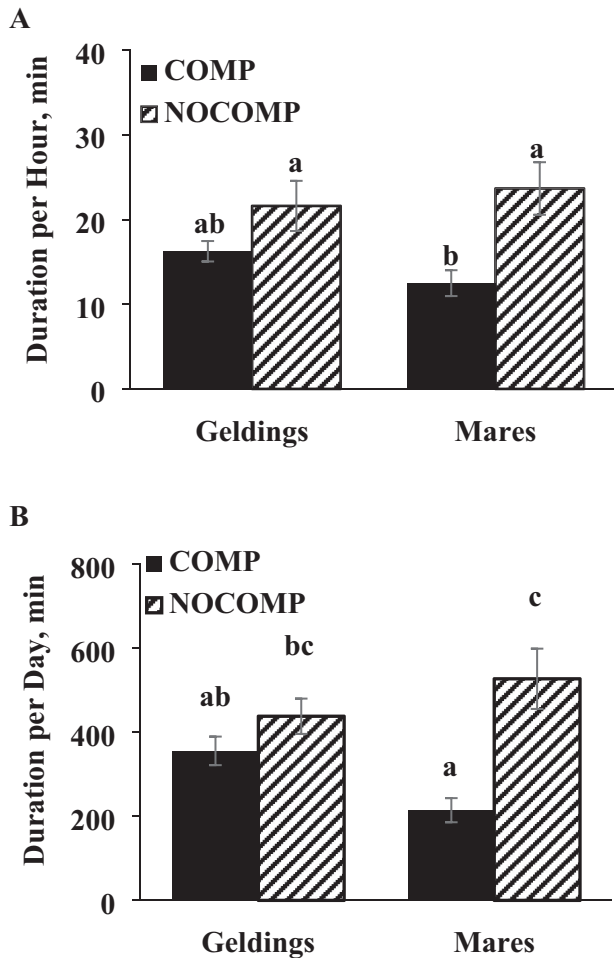 A
Duration per Hour, min
40
30
20
10
0
COMP
NOCOMP
ab
a
b
a
Geldings
Mares
B
Duration per Day, min
800
600
400
200
0
COMP
NOCOMP
ab
bc
a
c
Geldings
Mares